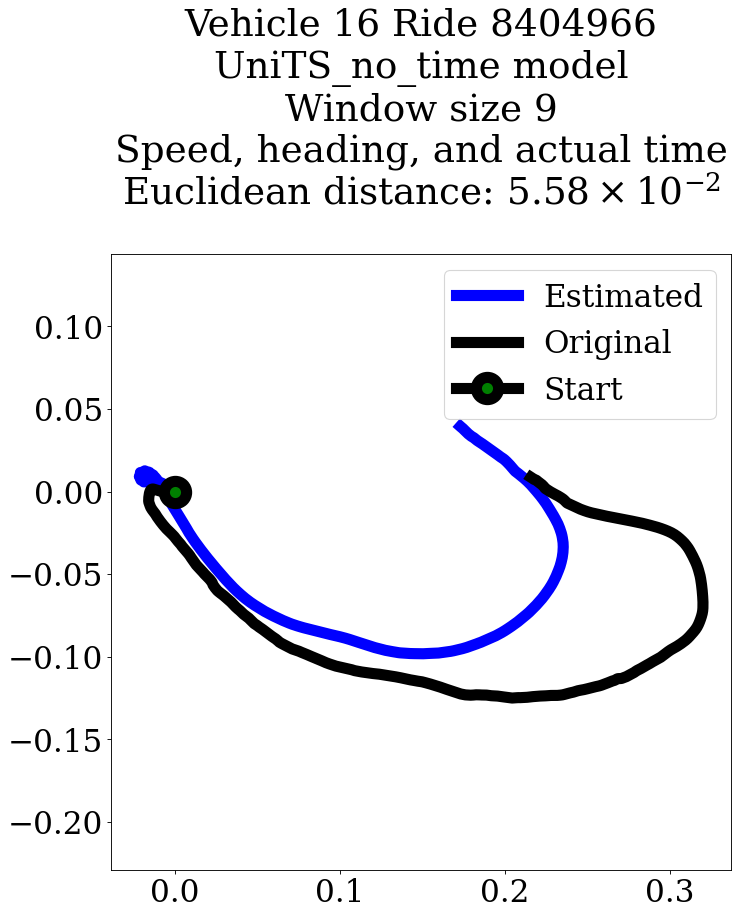 Vehicle 16 Ride 8404966
UniTS_no_time model
Window size 9
Speed, heading, and actual time
Euclidean distance: 5.58 × 10⁻²
Estimated
Original
Start
0.10
0.05
0.00
−0.05
−0.10
−0.15
−0.20
0.0 0.1 0.2 0.3